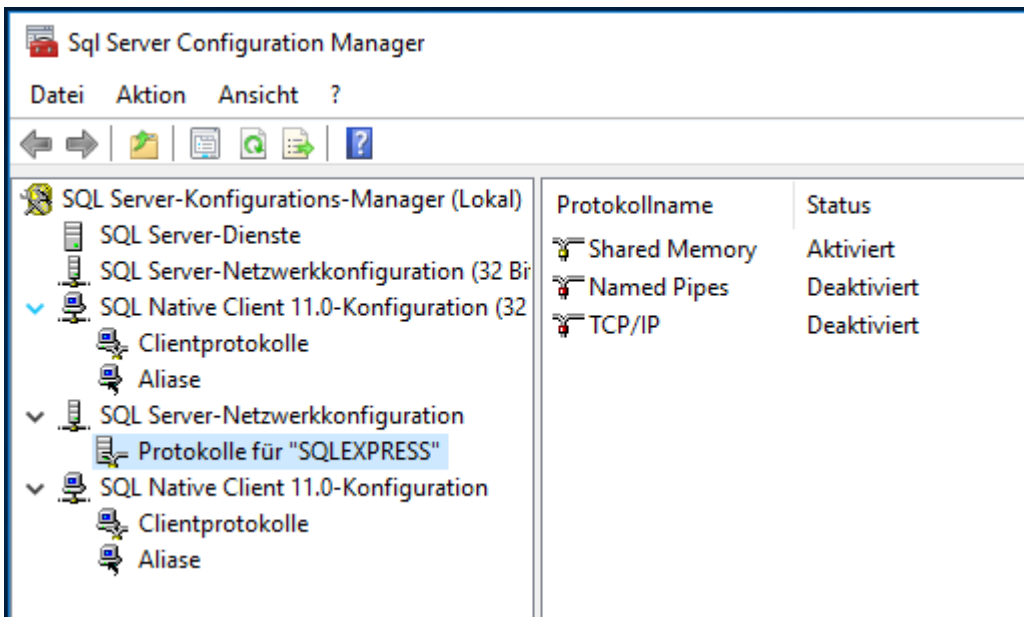 Sql Server Configuration Manager
Datei Aktion Ansicht ?
SQL Server-Konfigurations-Manager (Lokal)
SQL Server-Dienste
SQL Server-Netzwerkkonfiguration (32 Bi
SQL Native Client 11.0-Konfiguration (32
Clientprotokolle
Aliase
SQL Server-Netzwerkkonfiguration
Protokolle für "SQLEXPRESS"
SQL Native Client 11.0-Konfiguration
Clientprotokolle
Aliase
Protokollname Status
Shared Memory Aktiviert
Named Pipes Deaktiviert
TCP/IP Deaktiviert